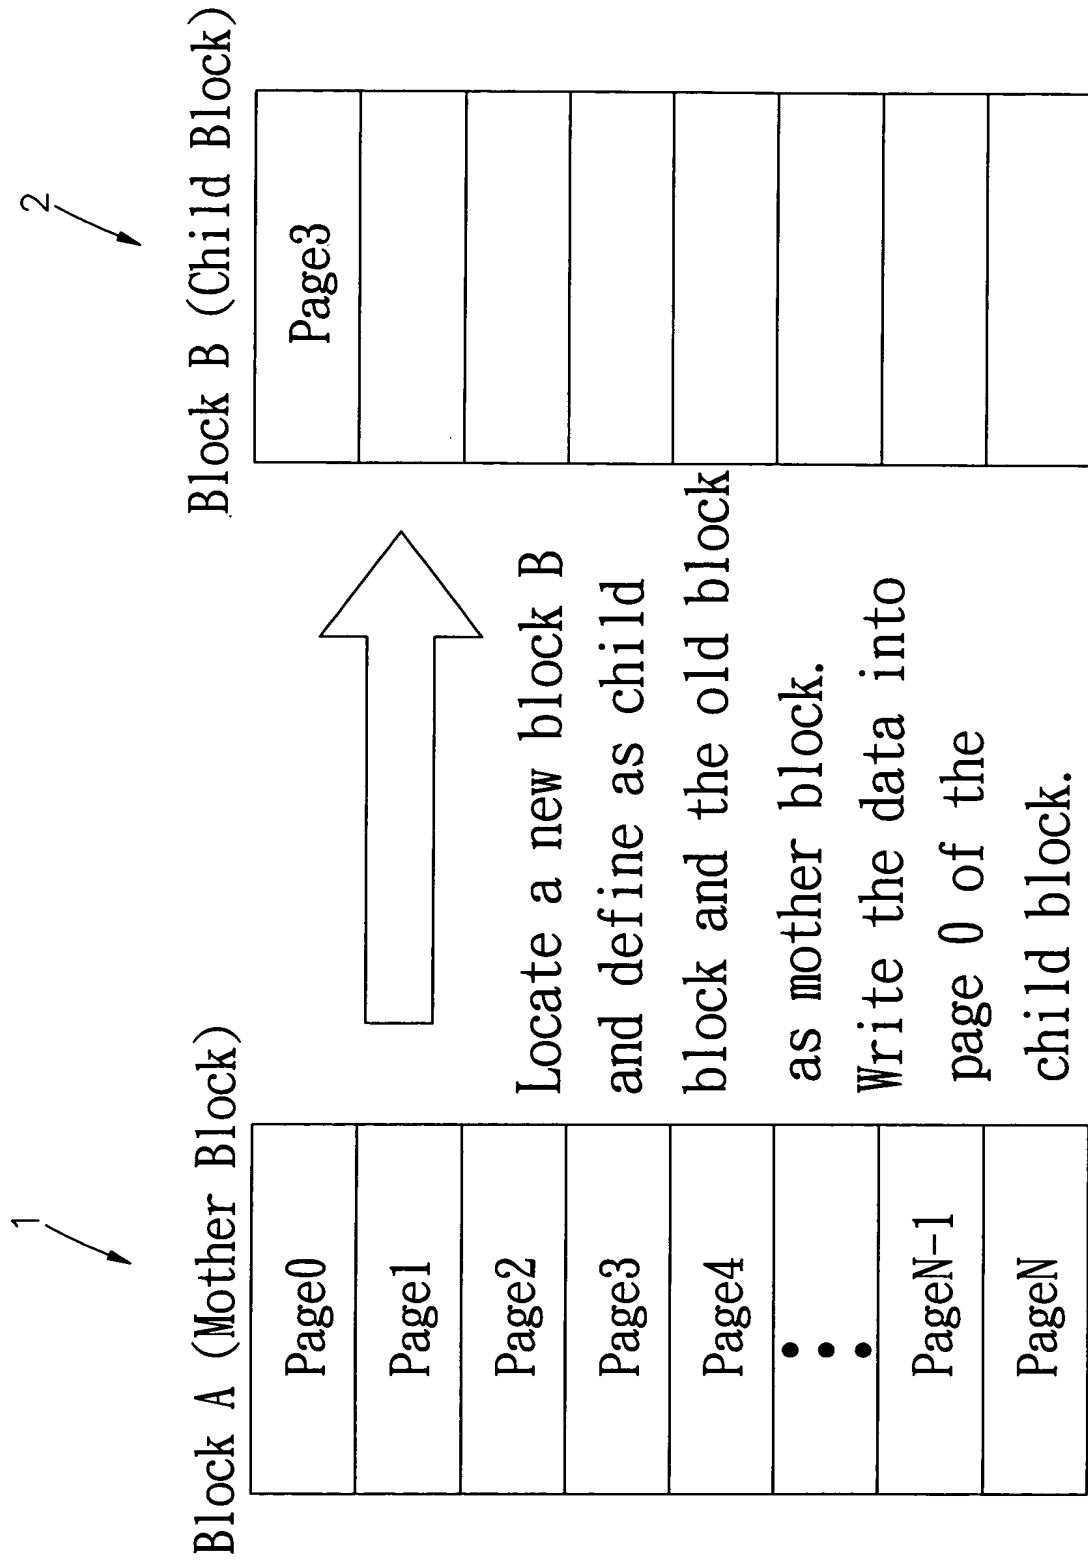 1
Block A (Mother Block)
Page0
Page1
Page2
Page3
Page4
PageN-1
PageN
Locate a new block B
and define as child
block and the old block
as mother block.
Write the data into
page 0 of the
child block.
2
Block B (Child Block)
Page3